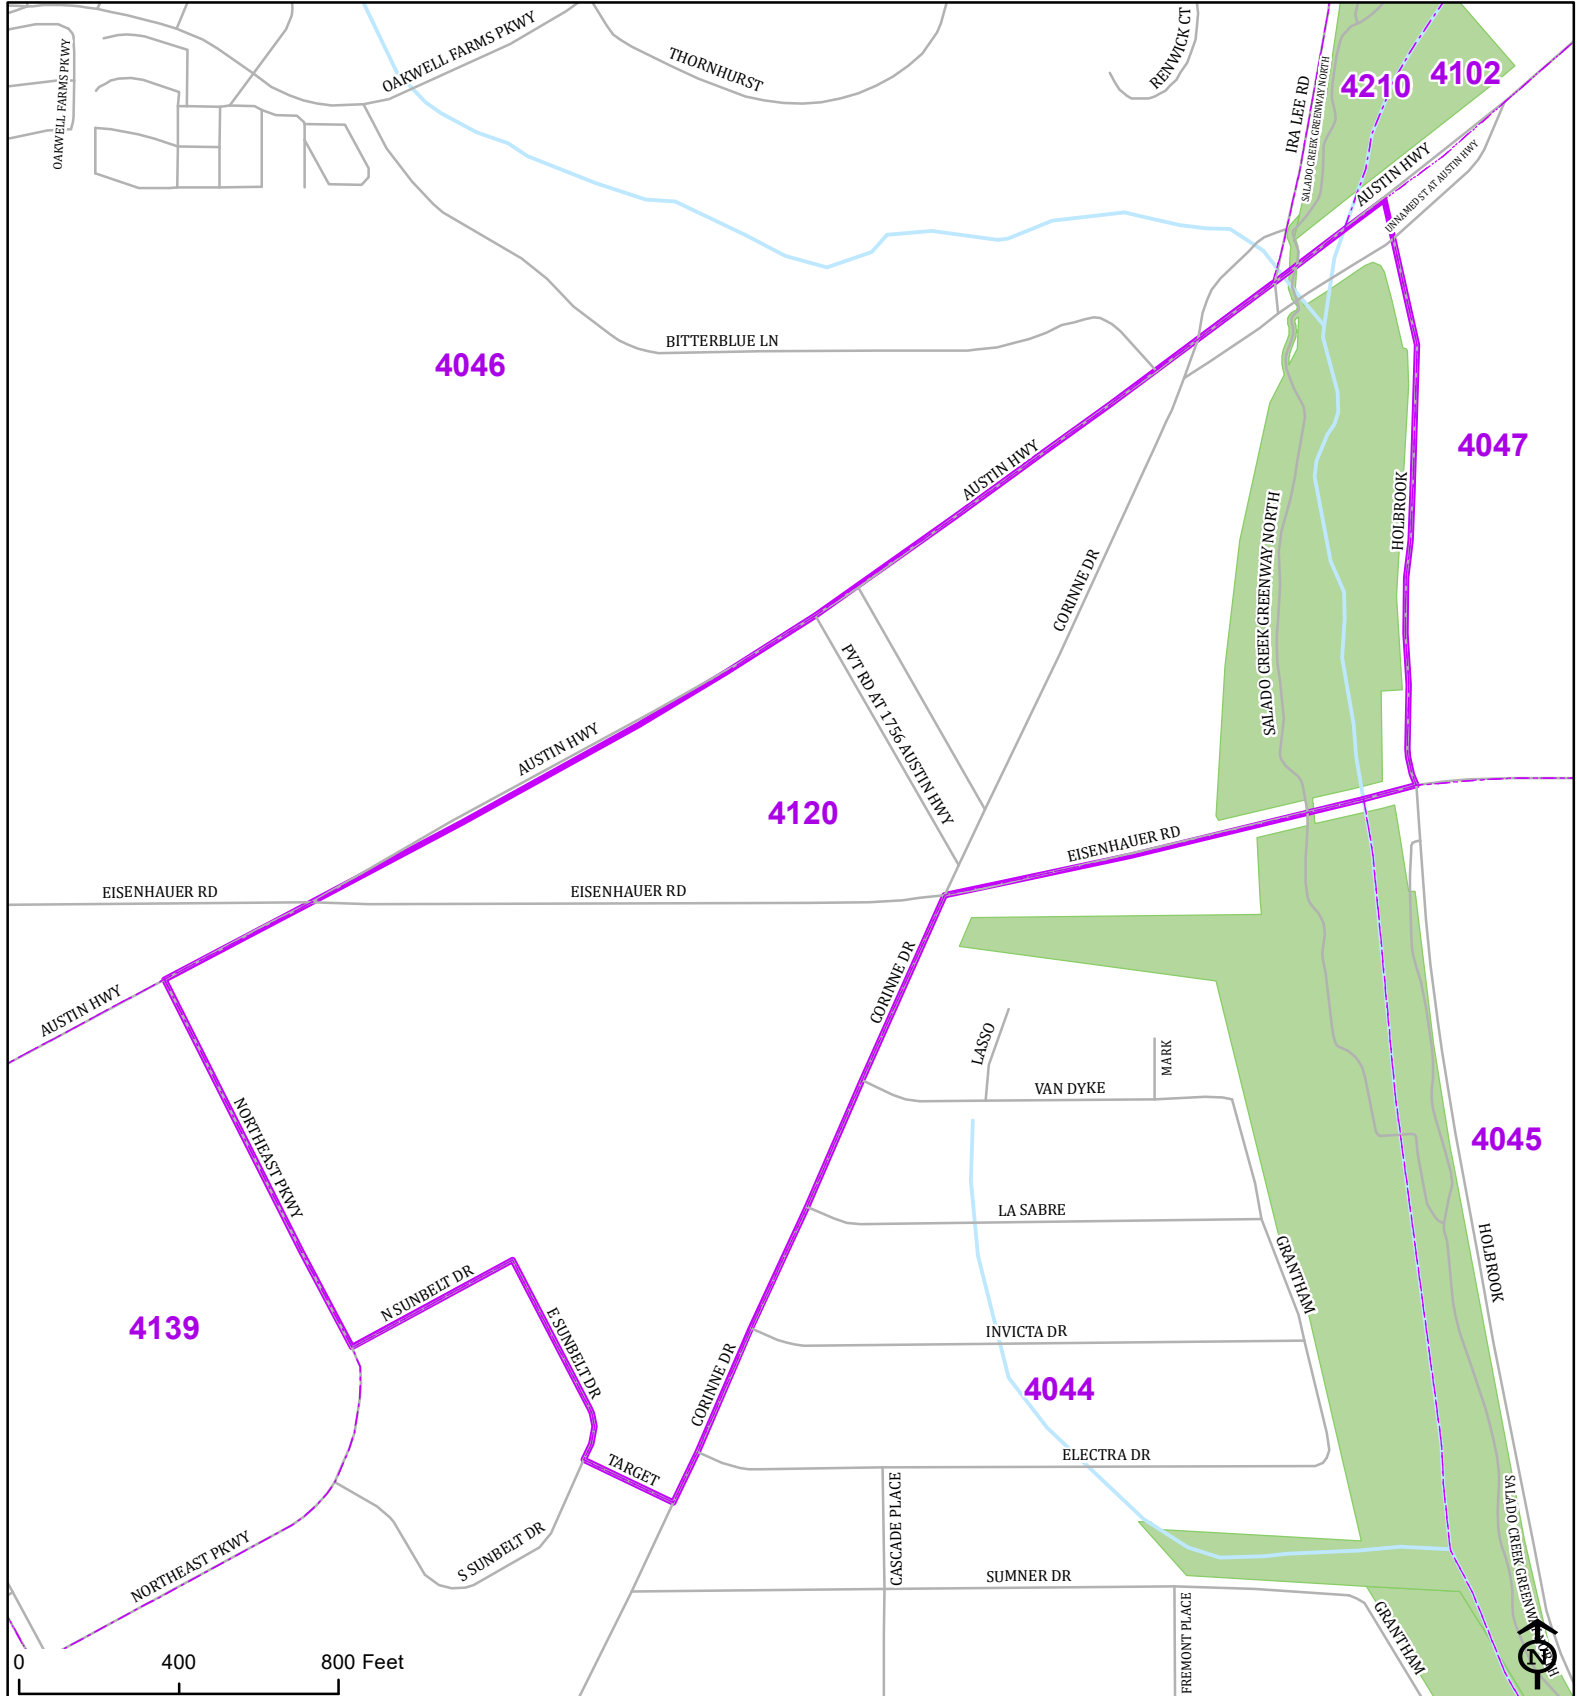 OAKWELL FARMS PKWY
OAKWELL FARMS PKWY
THORNHURST
RENWICK CT
IRA LEE RD
SALADO CREEK GREENWAY NORTH
4210
4102
AUSTIN HWY
UNNAMED ST AT AUSTIN HWY
4046
BITTERBLUE LN
4047
AUSTIN HWY
HOLBROOK
SALADO CREEK GREENWAY NORTH
CORINNE DR
PVT RD AT 1756 AUSTIN HWY
AUSTIN HWY
4120
EISENHAUER RD
EISENHAUER RD
EISENHAUER RD
AUSTIN HWY
CORINNE DR
LASSO
MARK
VAN DYKE
4045
NORTHEAST PKWY
LA SABRE
GRANTHAM
HOLBROOK
N SUNBELT DR
4139
E SUNBELT DR
INVICTA DR
CORINNE DR
4044
ELECTRA DR
TARGET
CASCADE PLACE
SALADO CREEK GREENWAY NORTH
S SUNBELT DR
NORTHEAST PKWY
SUMNER DR
FREMONT PLACE
GRANTHAM
N
0 400 800 Feet